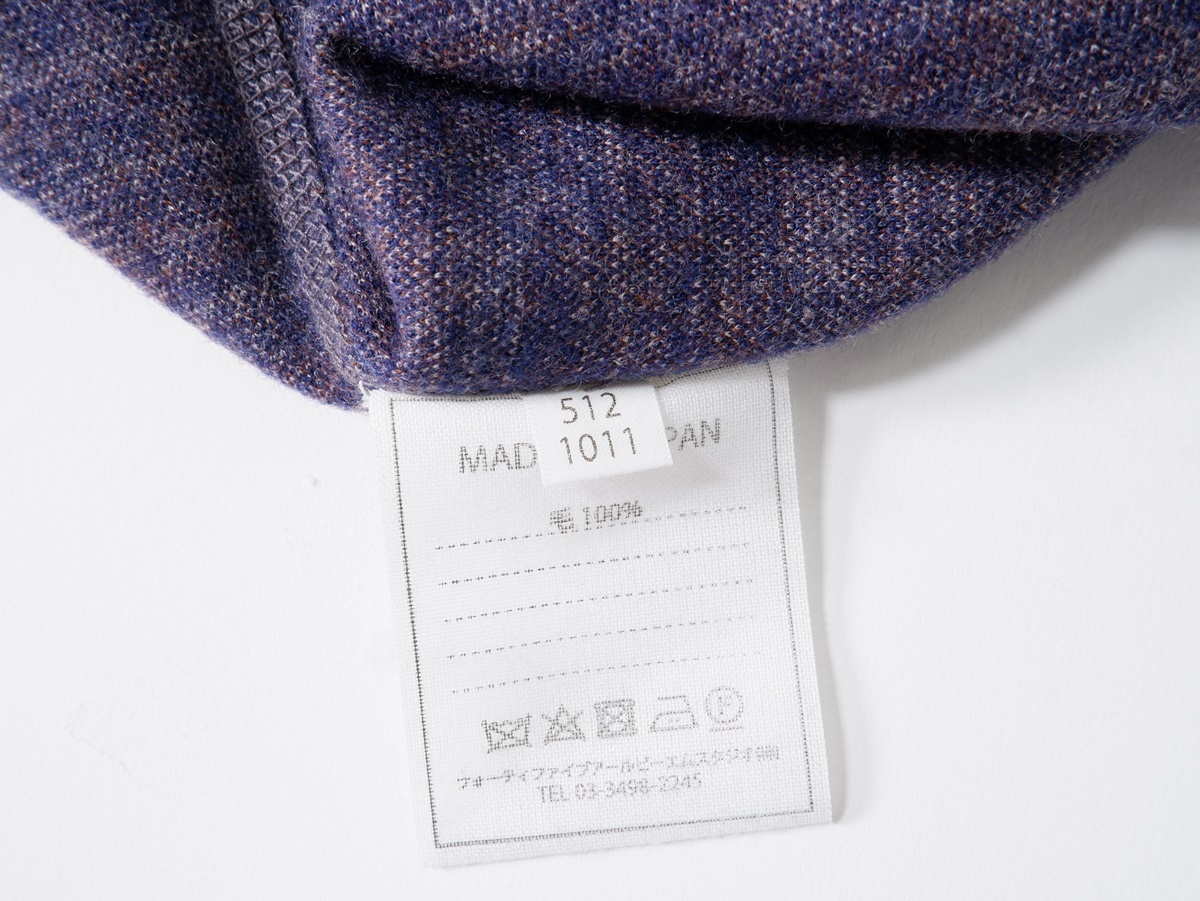 512
1011
MAD PAN
毛 100%
フォーティファイブアールピーエムスタジオ㈱
TEL 03-3498-2245